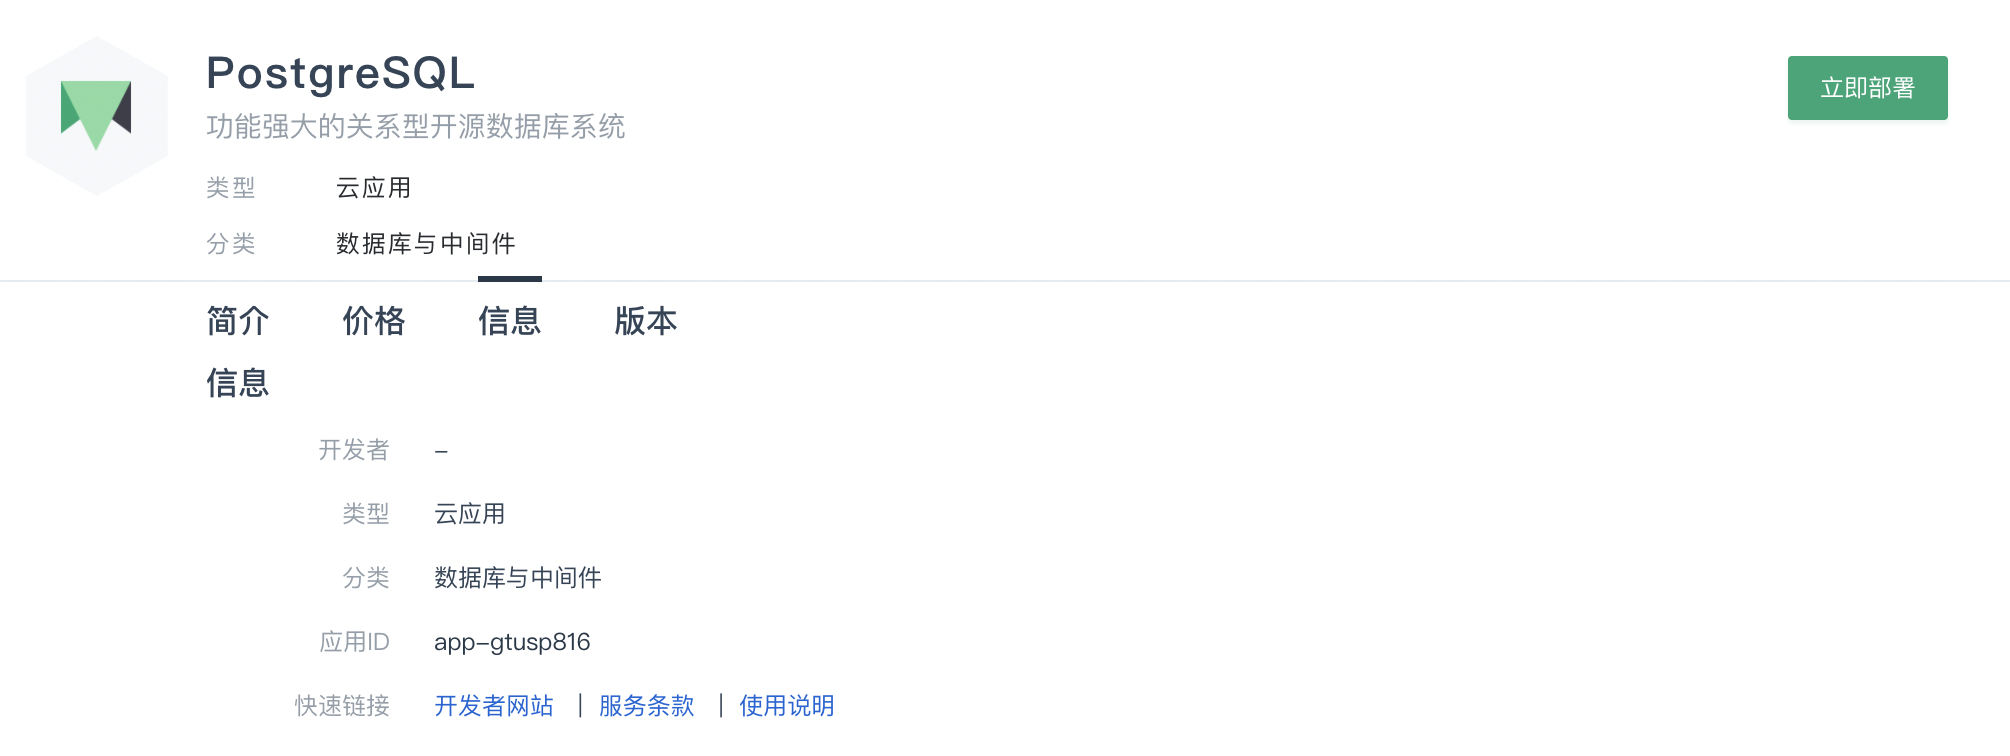 PostgreSQL
立即部署
功能强大的关系型开源数据库系统
类型 云应用
分类 数据库与中间件
简介 价格 信息 版本
信息
开发者 –
类型 云应用
分类 数据库与中间件
应用ID app-gtusp816
快速链接 开发者网站 | 服务条款 | 使用说明